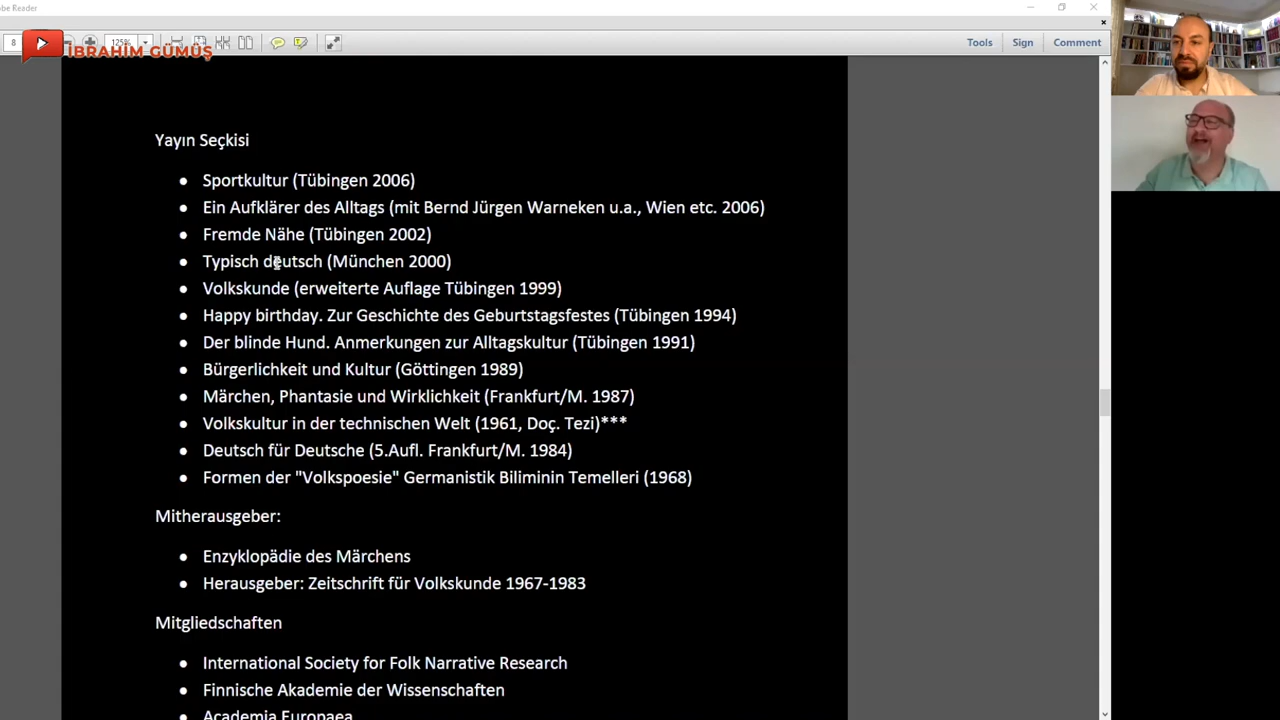 obe Reader
8
125%
Tools
Sign
Comment
İBRAHİM GÜMÜŞ
Yayın Seçkisi
• Sportkultur (Tübingen 2006)
• Ein Aufklärer des Alltags (mit Bernd Jürgen Warneken u.a., Wien etc. 2006)
• Fremde Nähe (Tübingen 2002)
• Typisch deutsch (München 2000)
• Volkskunde (erweiterte Auflage Tübingen 1999)
• Happy birthday. Zur Geschichte des Geburtstagsfestes (Tübingen 1994)
• Der blinde Hund. Anmerkungen zur Alltagskultur (Tübingen 1991)
• Bürgerlichkeit und Kultur (Göttingen 1989)
• Märchen, Phantasie und Wirklichkeit (Frankfurt/M. 1987)
• Volkskultur in der technischen Welt (1961, Doç. Tezi)***
• Deutsch für Deutsche (5.Aufl. Frankfurt/M. 1984)
• Formen der "Volkspoesie" Germanistik Biliminin Temelleri (1968)
Mitherausgeber:
• Enzyklopädie des Märchens
• Herausgeber: Zeitschrift für Volkskunde 1967-1983
Mitgliedschaften
• International Society for Folk Narrative Research
• Finnische Akademie der Wissenschaften
• Academia Europaea